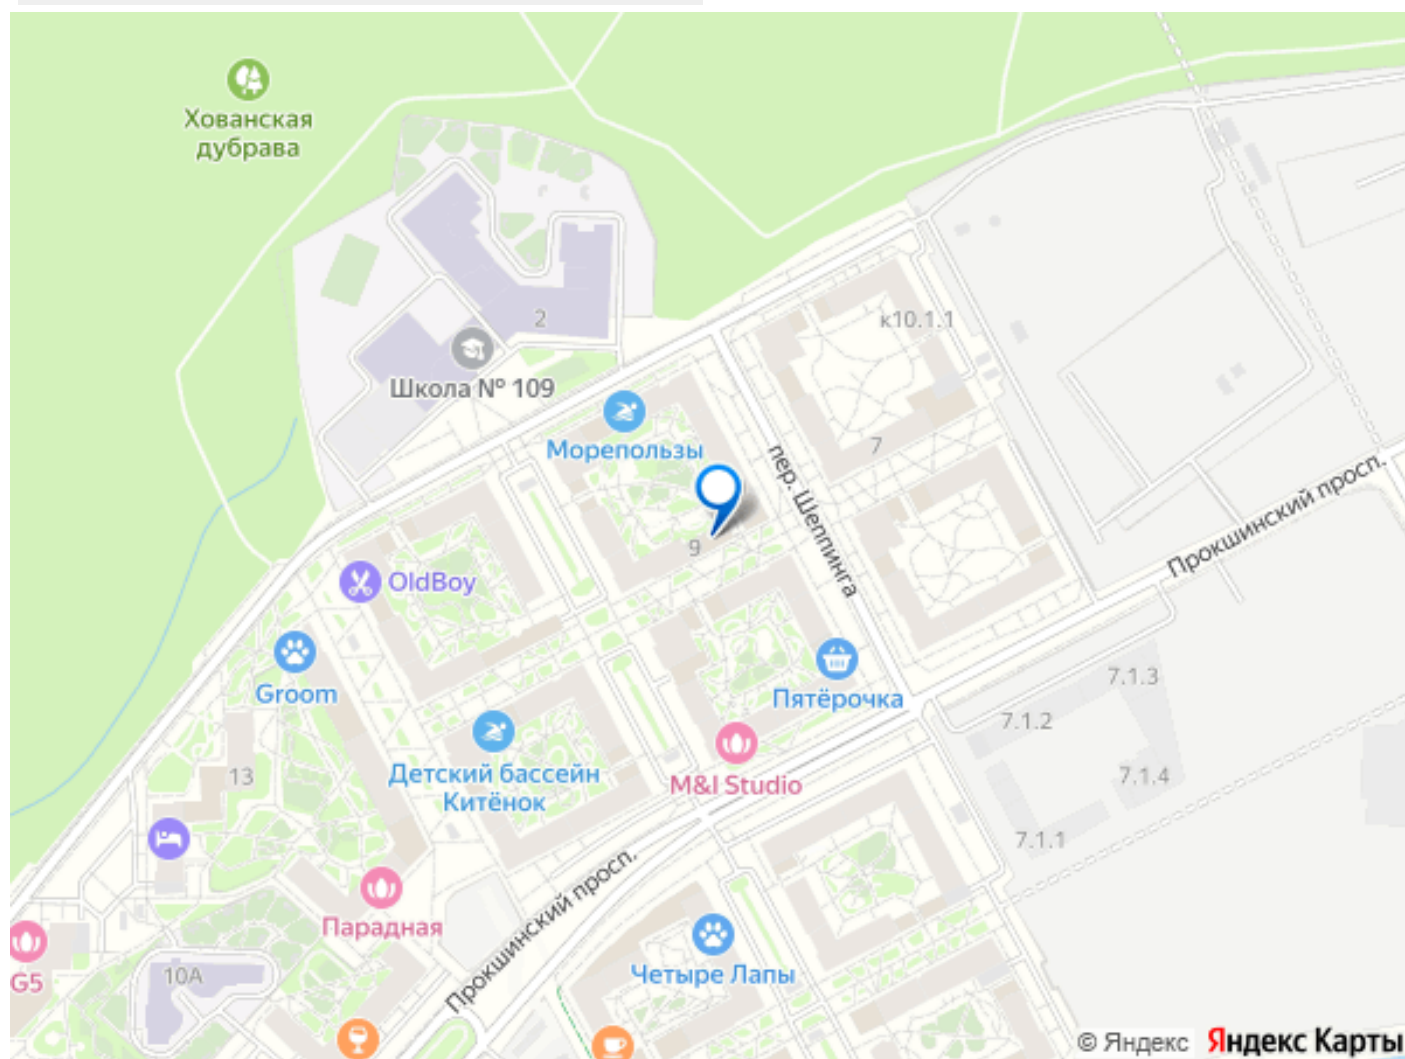 Хованская
дубрава
к10.1.1
2
Школа № 109
Морепользы
7
пер. Шеппинга
Прокшинский просп.
9
OldBoy
Groom
Пятёрочка
7.1.3
7.1.2
M&I Studio
7.1.4
13
Детский бассейн
Китёнок
7.1.1
Прокшинский просп.
Парадная
G5
10А
Четыре Лапы
© Яндекс Яндекс Карты